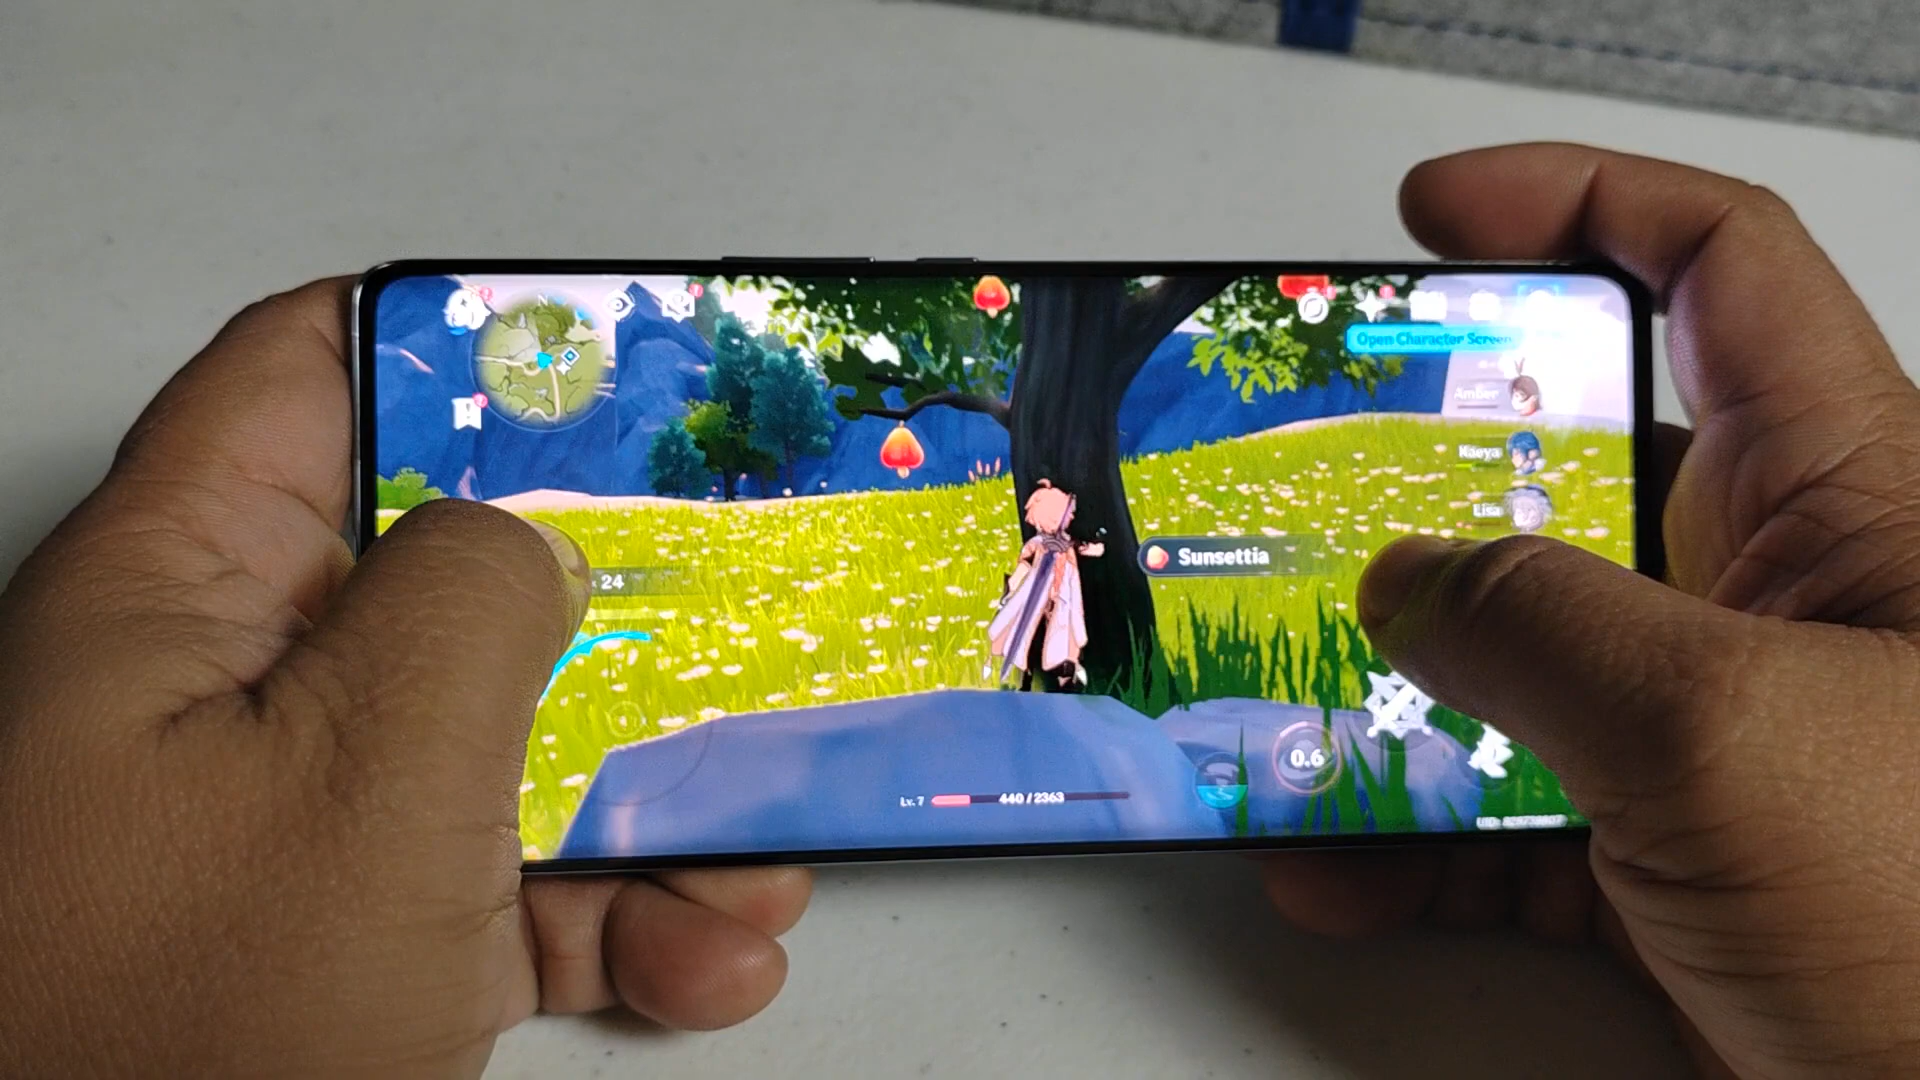 N
Open Character Screen
Amber
Kaeya
Lisa
Sunsettia
24
0.6
Lv. 7
440 / 2363